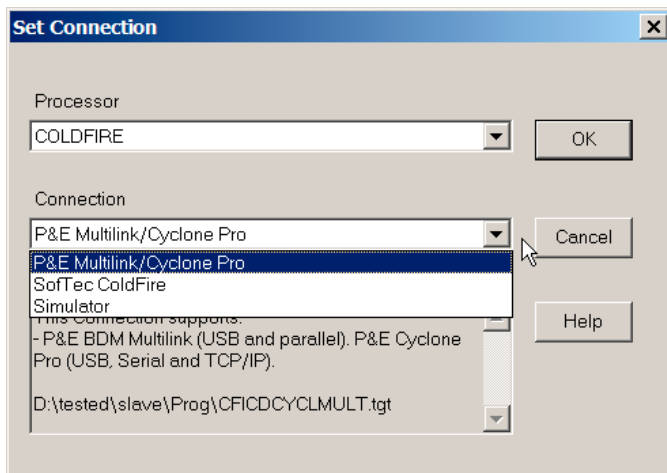 Set Connection
Processor
COLDFIRE
OK
Connection
P&E Multilink/Cyclone Pro
Cancel
P&E Multilink/Cyclone Pro
SofTec ColdFire
Simulator
This Connection supports:
Help
- P&E BDM Multilink (USB and parallel). P&E Cyclone
Pro (USB, Serial and TCP/IP).
D:\tested\slave\Prog\CFICDCYCLMULT.tgt